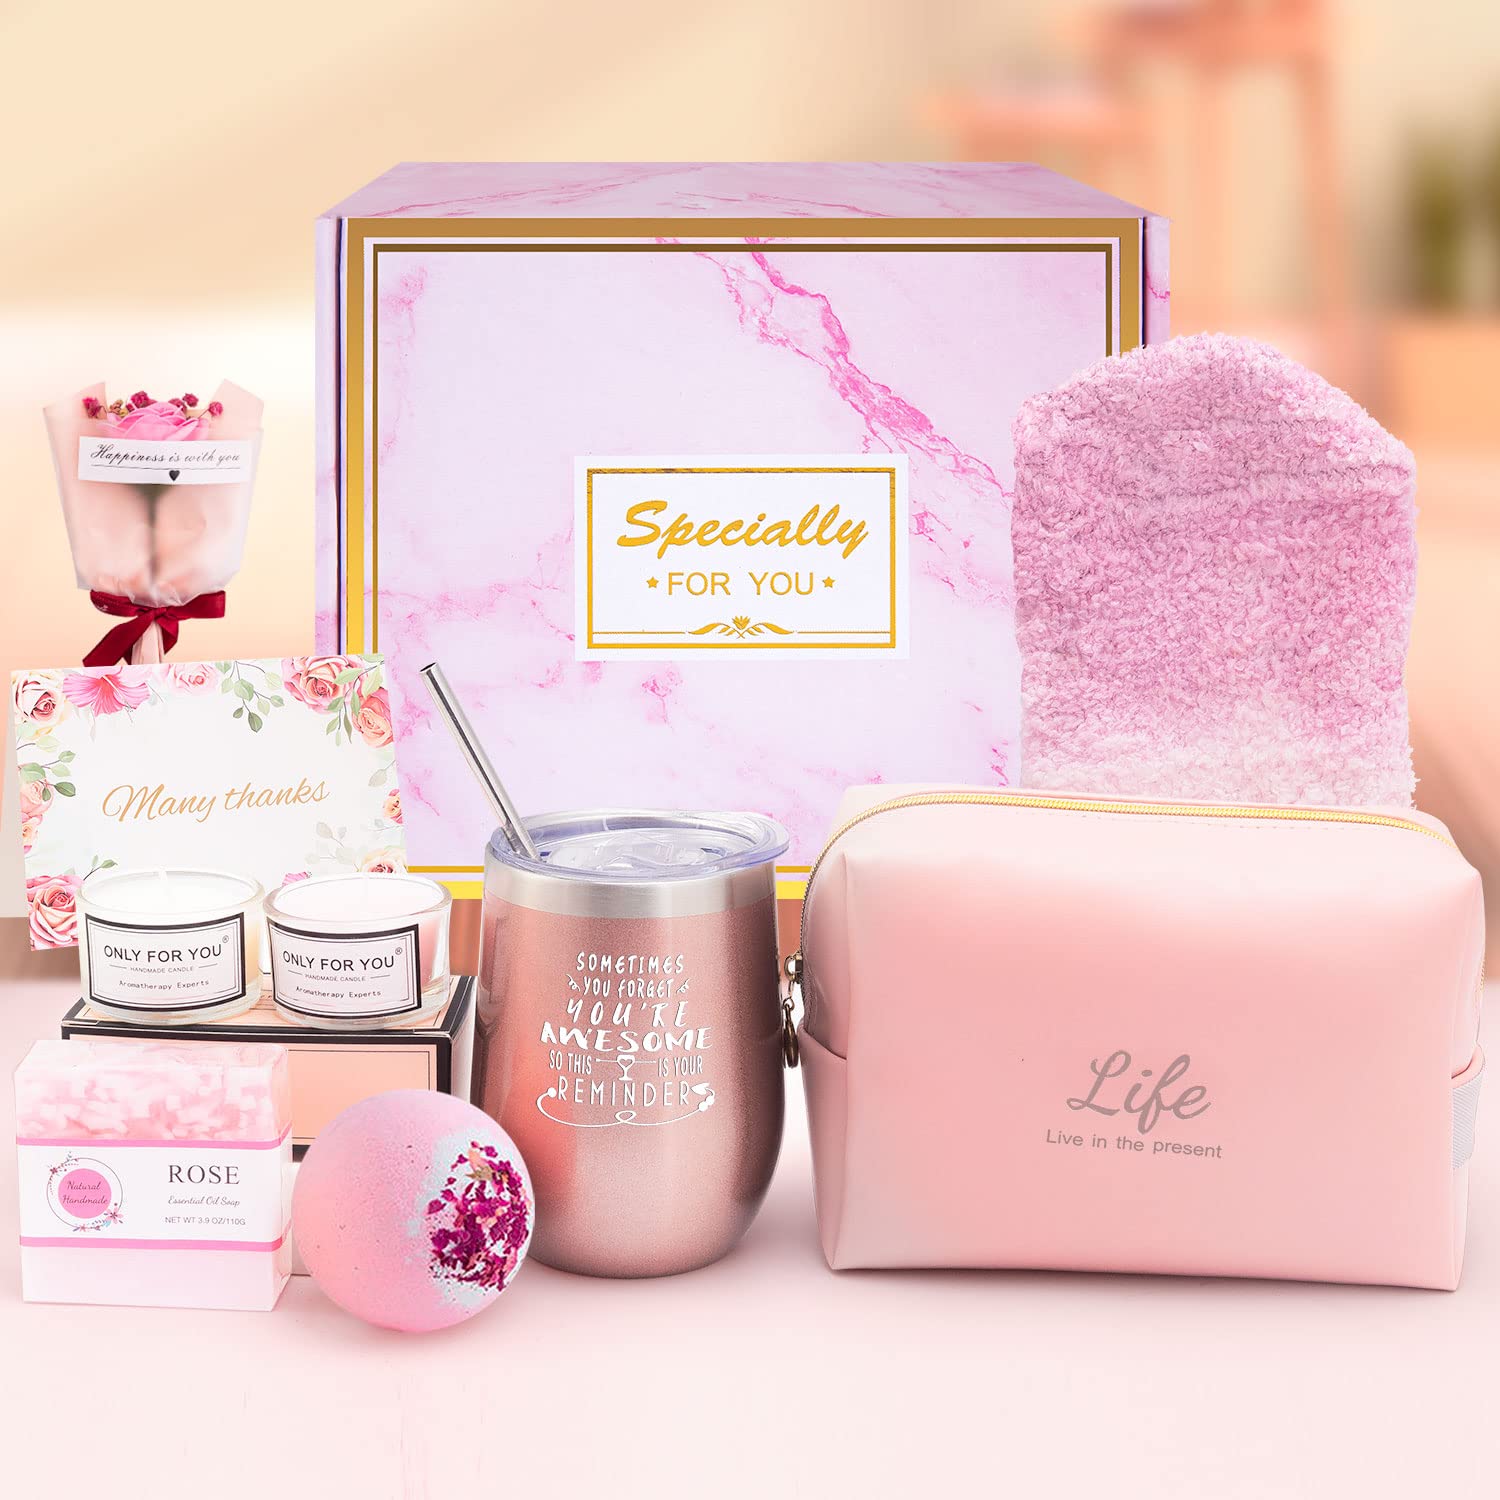 Specially
★ FOR YOU ★
Happiness is with you
Many thanks
ONLY FOR YOU®
HANDMADE CANDLE
Aromatherapy Experts
ONLY FOR YOU®
HANDMADE CANDLE
Aromatherapy Experts
SOMETIMES
YOU FORGET
YOU'RE
AWESOME
SO THIS IS YOUR
REMINDER
Life
Live in the present
Natural
Handmade
ROSE
Essential Oil Soap
NET WT 3.9 OZ/110G